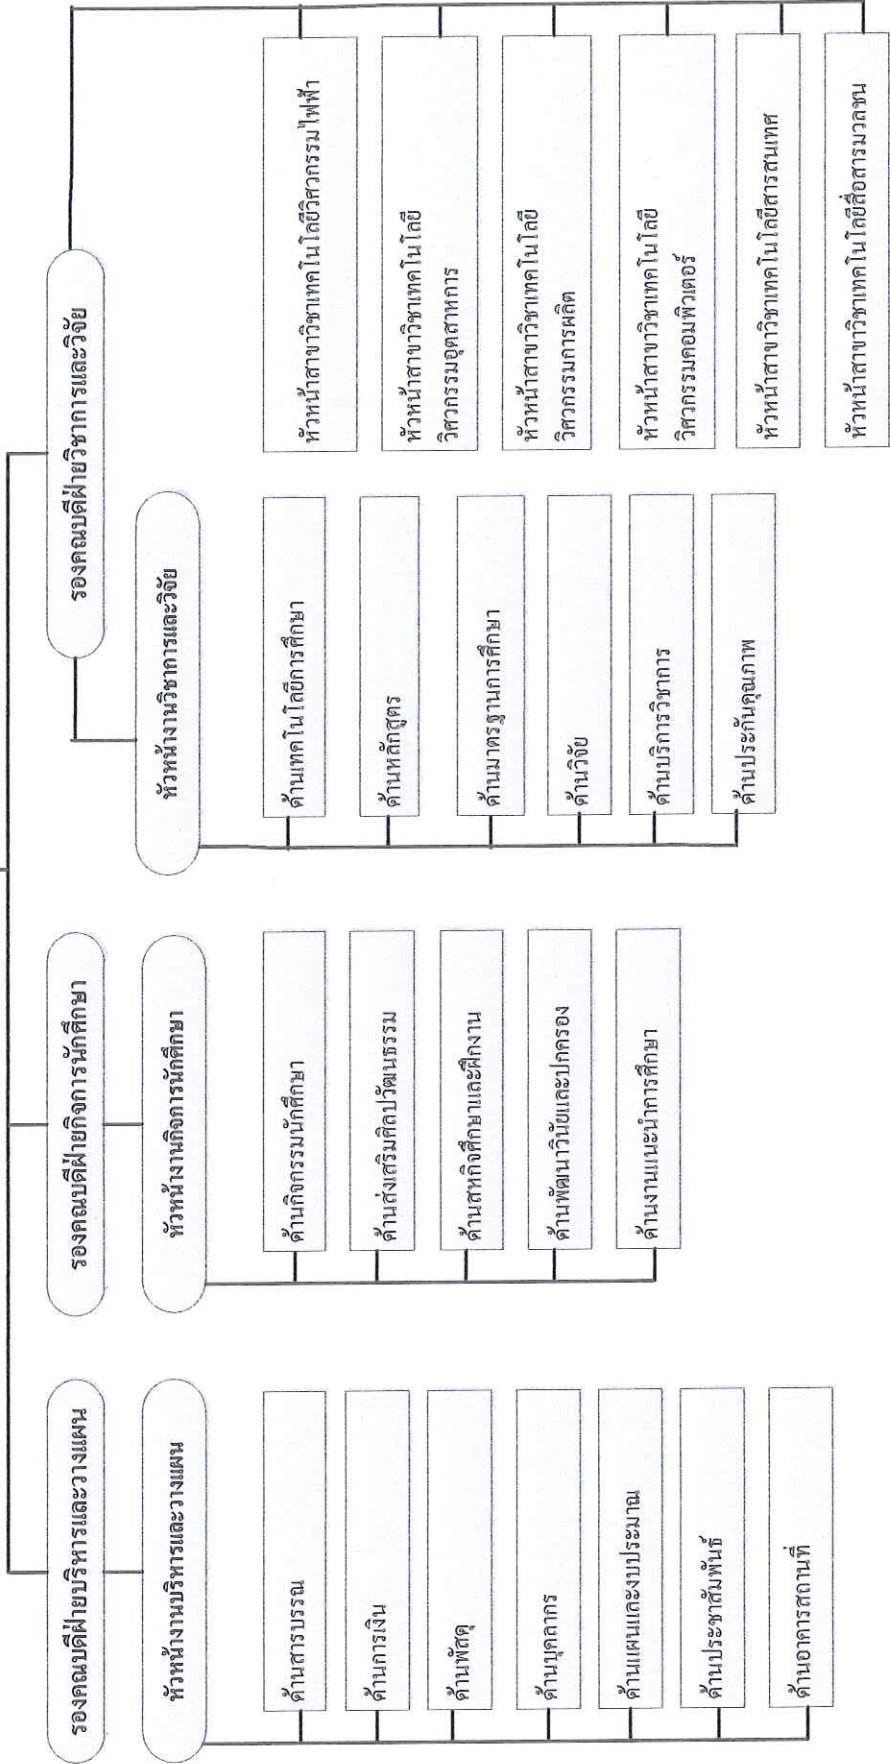 รองคณบดีฝ่ายบริหารและวางแผน
หัวหน้างานบริหารและวางแผน
ด้านสารบรรณ
ด้านการเงิน
ด้านพัสดุ
ด้านบุคลากร
ด้านแผนและงบประมาณ
ด้านประชาสัมพันธ์
ด้านอาคารสถานที่
รองคณบดีฝ่ายกิจการนักศึกษา
หัวหน้างานกิจการนักศึกษา
ด้านกิจกรรมนักศึกษา
ด้านส่งเสริมศิลปวัฒนธรรม
ด้านสหกิจศึกษาและฝึกงาน
ด้านพัฒนาวินัยและปกครอง
ด้านงานแนะนำการศึกษา
รองคณบดีฝ่ายวิชาการและวิจัย
หัวหน้างานวิชาการและวิจัย
ด้านเทคโนโลยีการศึกษา
ด้านหลักสูตร
ด้านมาตรฐานการศึกษา
ด้านวิจัย
ด้านบริการวิชาการ
ด้านประกันคุณภาพ
หัวหน้าสาขาวิชาเทคโนโลยีวิศวกรรมไฟฟ้า
หัวหน้าสาขาวิชาเทคโนโลยี
วิศวกรรมอุตสาหการ
หัวหน้าสาขาวิชาเทคโนโลยี
วิศวกรรมการผลิต
หัวหน้าสาขาวิชาเทคโนโลยี
วิศวกรรมคอมพิวเตอร์
หัวหน้าสาขาวิชาเทคโนโลยีสารสนเทศ
หัวหน้าสาขาวิชาเทคโนโลยีสื่อสารมวลชน